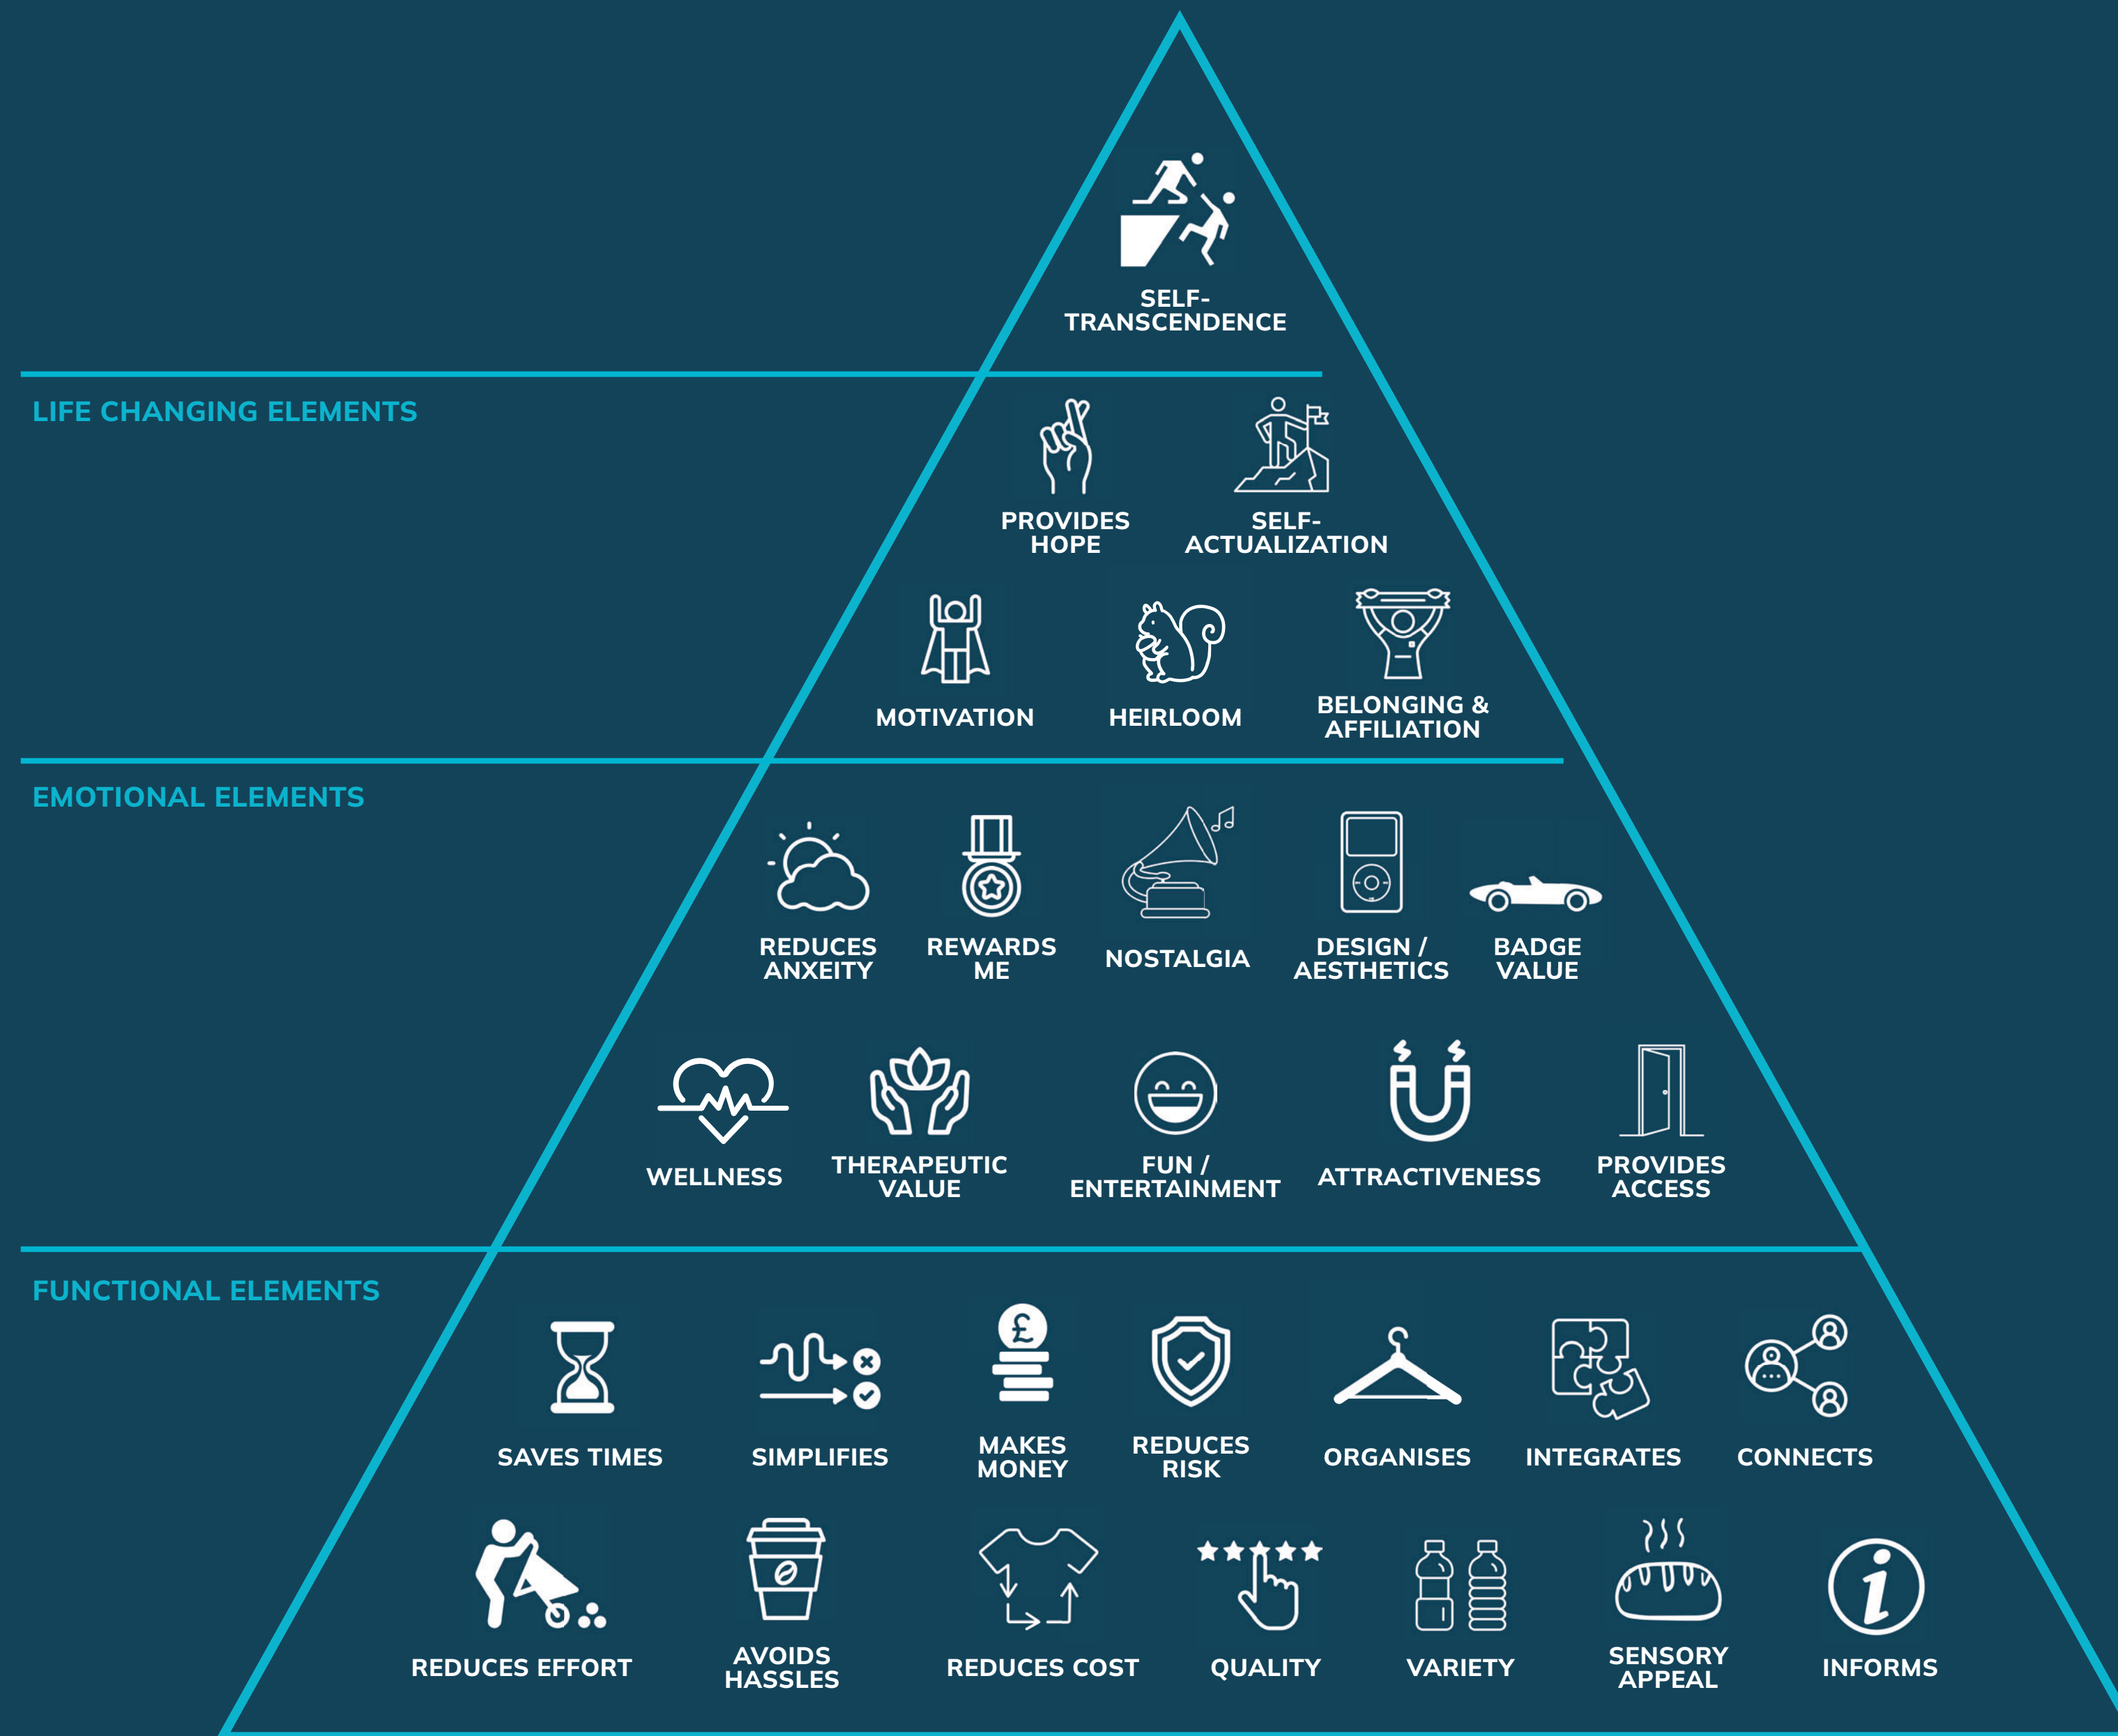 SELF-
TRANSCENDENCE
LIFE CHANGING ELEMENTS
PROVIDES
HOPE
SELF-
ACTUALIZATION
MOTIVATION
HEIRLOOM
BELONGING &
AFFILIATION
EMOTIONAL ELEMENTS
REDUCES
ANXEITY
REWARDS
ME
NOSTALGIA
DESIGN /
AESTHETICS
BADGE
VALUE
WELLNESS
THERAPEUTIC
VALUE
FUN /
ENTERTAINMENT
ATTRACTIVENESS
PROVIDES
ACCESS
FUNCTIONAL ELEMENTS
£
SAVES TIMES
SIMPLIFIES
MAKES
MONEY
REDUCES
RISK
ORGANISES
INTEGRATES
CONNECTS
i
REDUCES EFFORT
AVOIDS
HASSLES
REDUCES COST
QUALITY
VARIETY
SENSORY
APPEAL
INFORMS